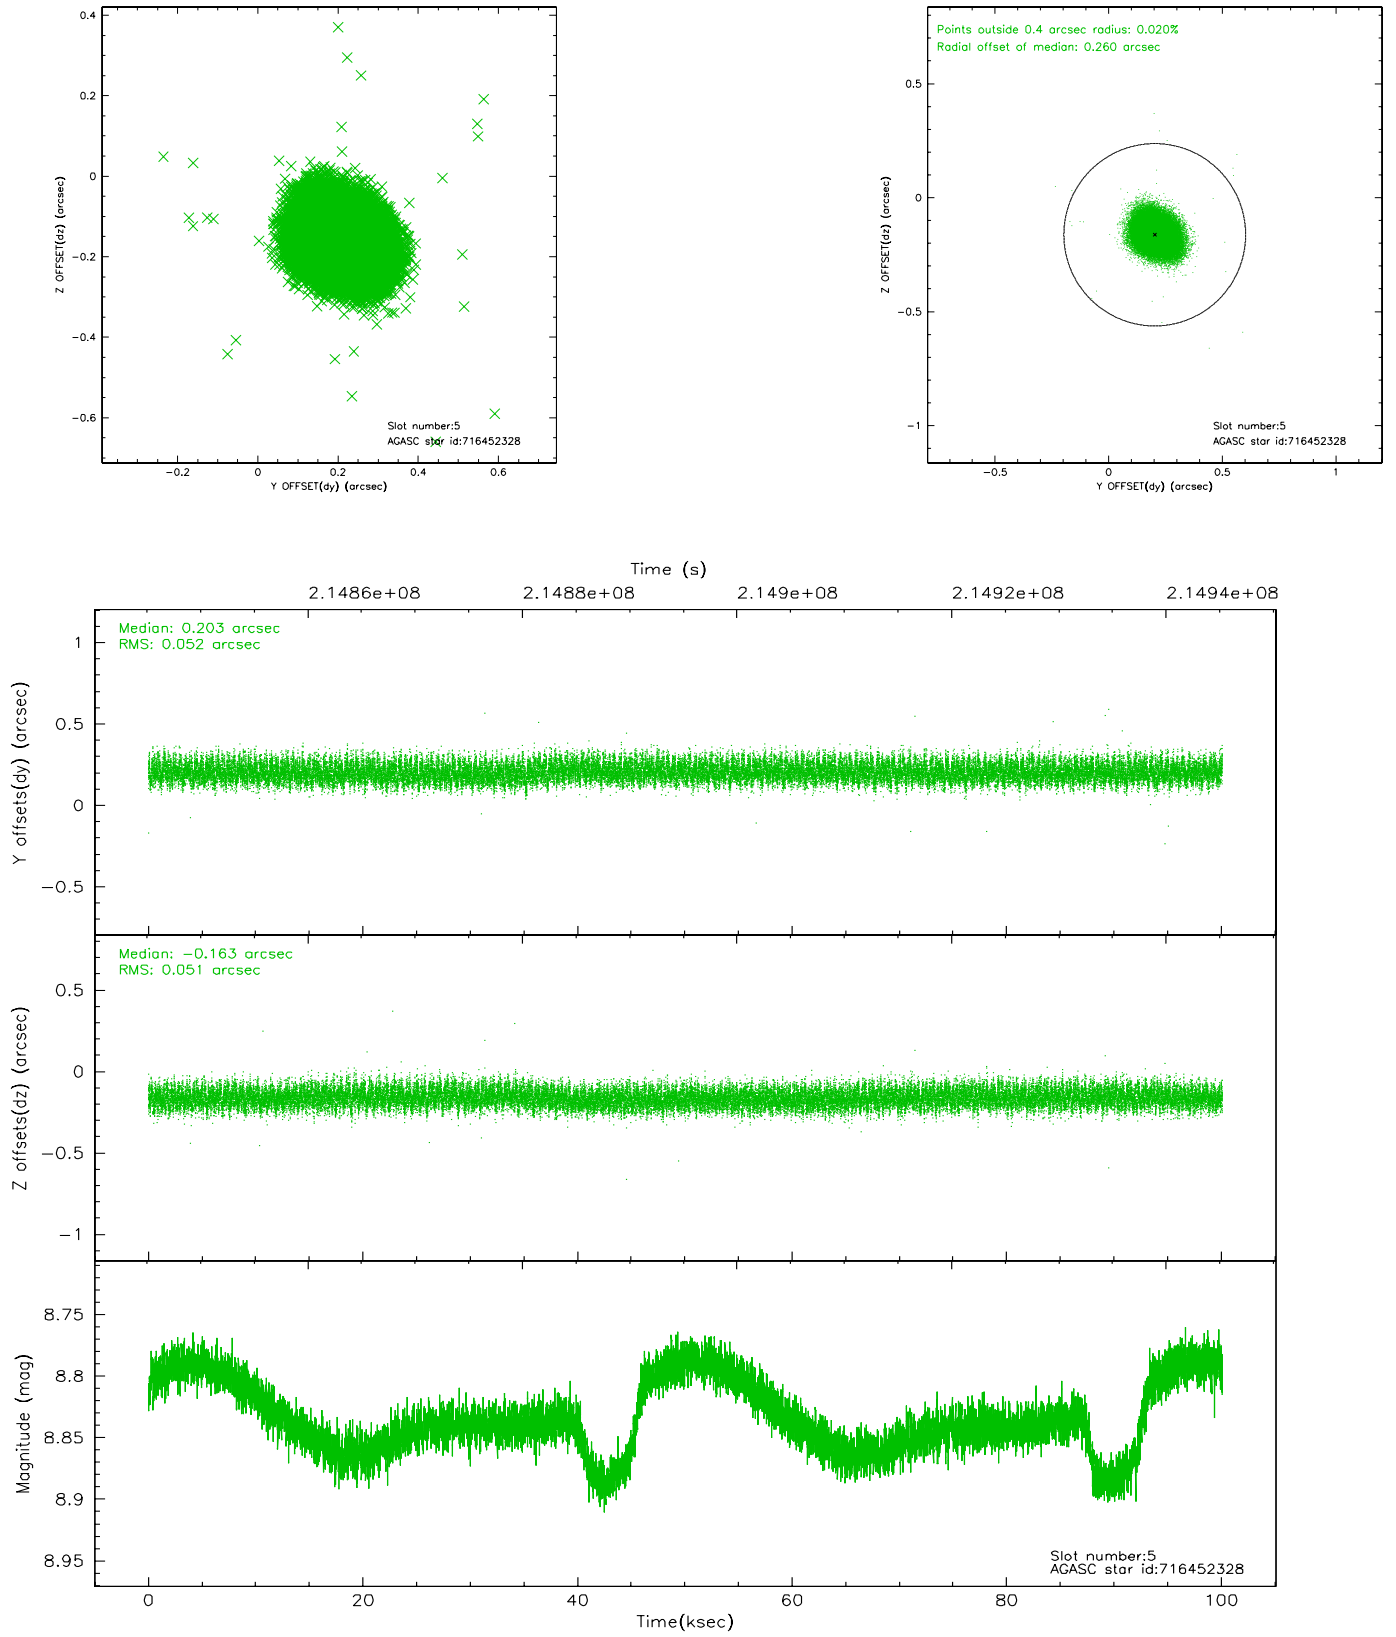 0.4
0.2
0
−0.2
−0.4
−0.6
Z OFFSET(dz) (arcsec)
Slot number:5
AGASC star id:716452328
−0.2
0
0.2
0.4
0.6
Y OFFSET(dy) (arcsec)
Points outside 0.4 arcsec radius: 0.020%
Radial offset of median: 0.260 arcsec
0.5
0
−0.5
−1
Z OFFSET(dz) (arcsec)
Slot number:5
AGASC star id:716452328
−0.5
0
0.5
1
Y OFFSET(dy) (arcsec)
Time (s)
2.1486e+08
2.1488e+08
2.149e+08
2.1492e+08
2.1494e+08
Median: 0.203 arcsec
RMS: 0.052 arcsec
1
0.5
0
−0.5
Y offsets(dy) (arcsec)
Median: −0.163 arcsec
RMS: 0.051 arcsec
0.5
0
−0.5
−1
Z offsets(dz) (arcsec)
8.75
8.8
8.85
8.9
8.95
Magnitude (mag)
Slot number:5
AGASC star id:716452328
0
20
40
60
80
100
Time(ksec)